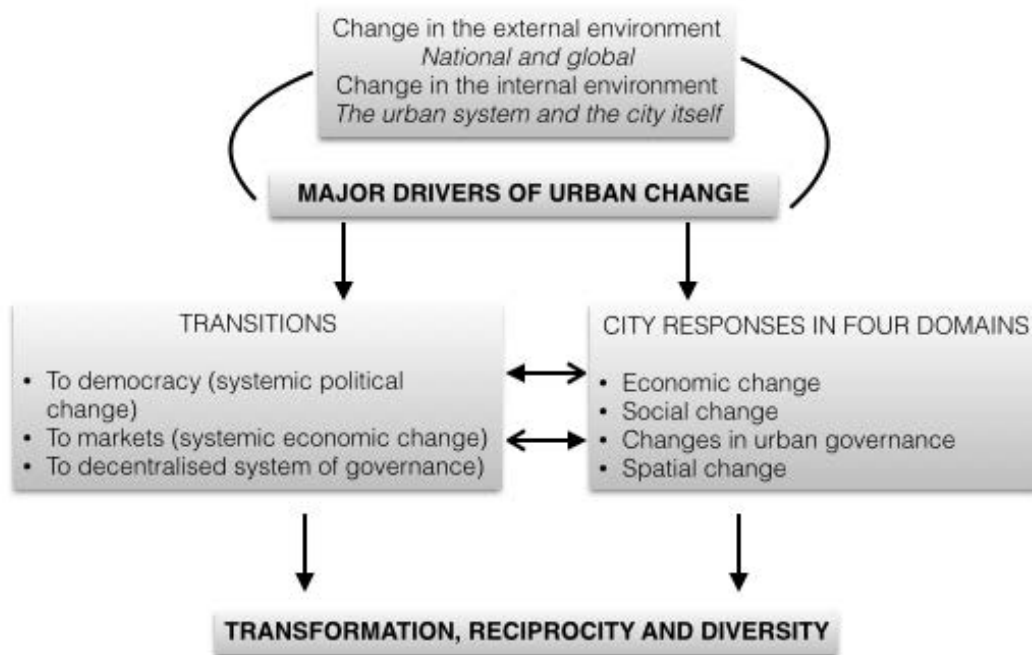 Change in the external environment
National and global
Change in the internal environment
The urban system and the city itself
MAJOR DRIVERS OF URBAN CHANGE
TRANSITIONS
• To democracy (systemic political
change)
• To markets (systemic economic change)
• To decentralised system of governance)
CITY RESPONSES IN FOUR DOMAINS
• Economic change
• Social change
• Changes in urban governance
• Spatial change
TRANSFORMATION, RECIPROCITY AND DIVERSITY